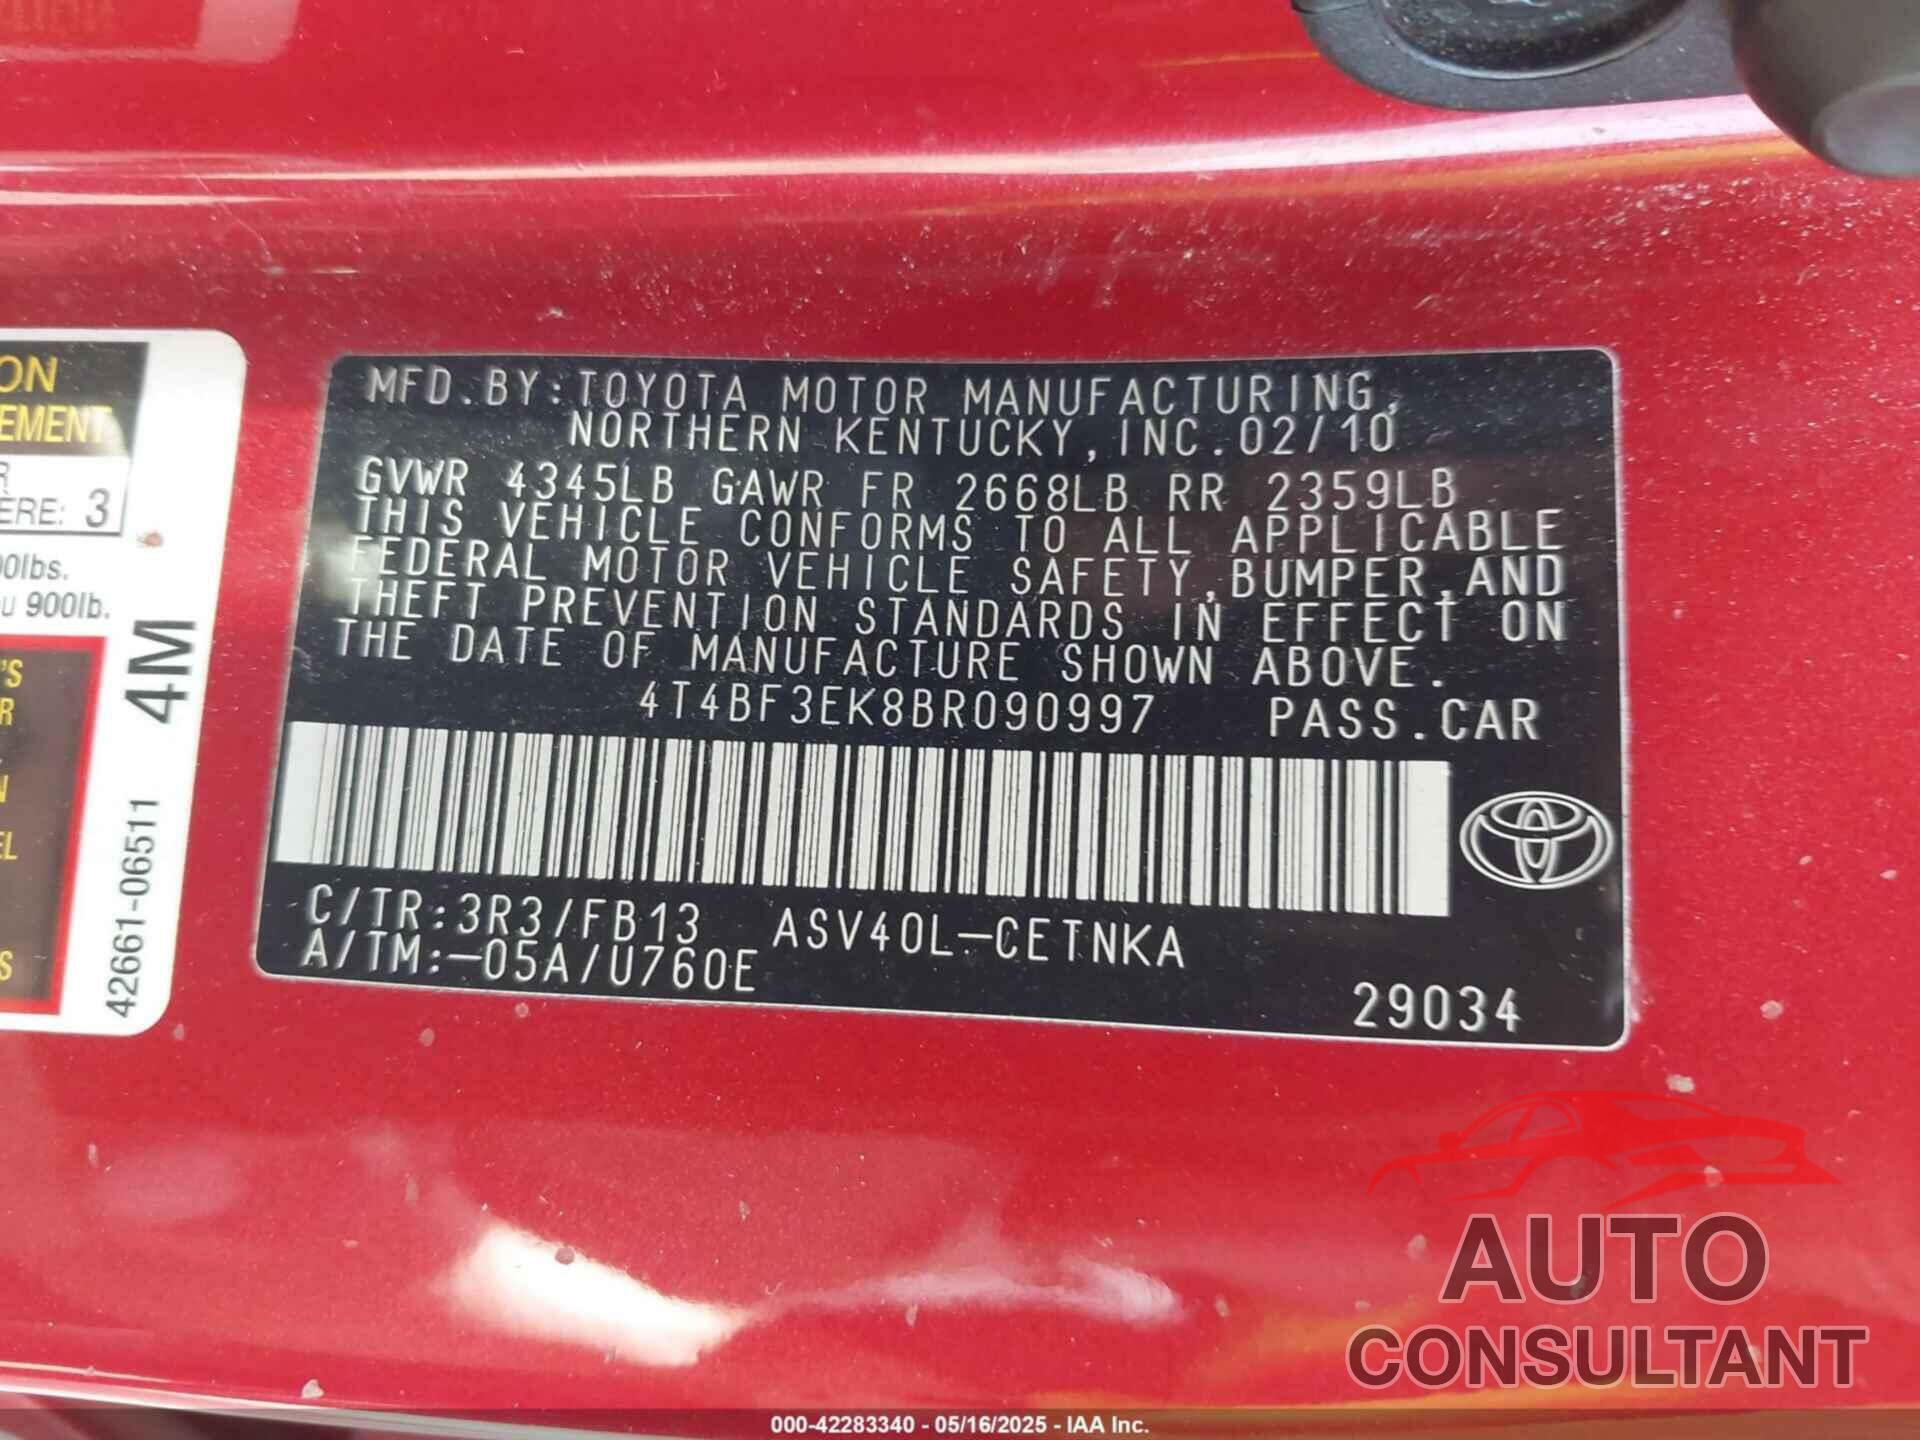 MFD.BY:TOYOTA MOTOR MANUFACTURING,
NORTHERN KENTUCKY,INC.02/10
GVWR 4345LB GAWR FR 2668LB RR 2359LB
THIS VEHICLE CONFORMS TO ALL APPLICABLE
FEDERAL MOTOR VEHICLE SAFETY,BUMPER,AND
THEFT PREVENTION STANDARDS IN EFFECT ON
THE DATE OF MANUFACTURE SHOWN ABOVE.
4T4BF3EK8BR090997 PASS.CAR
C/TR:3R3/FB13 ASV40L-CETNKA
A/TM:-05A/U760E
29034
ON
EMENT
R
ERE: 3
00lbs.
u 900lb.
'S
R
N
EL
S
4M
42661-06511
AUTO
CONSULTANT
000-42283340 - 05/16/2025 - IAA Inc.